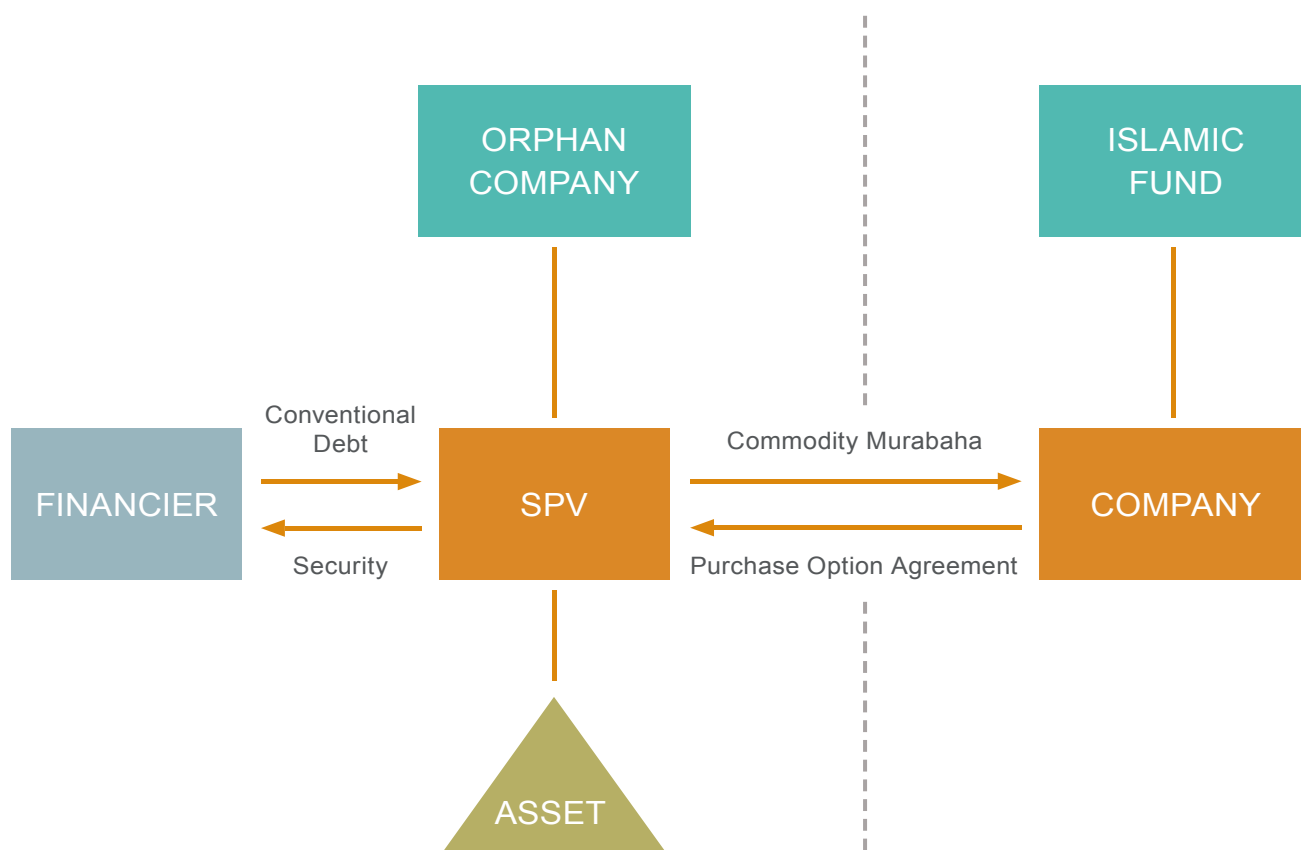 ORPHAN
COMPANY
ISLAMIC
FUND
Conventional
Debt
Commodity Murabaha
FINANCIER
SPV
COMPANY
Security
Purchase Option Agreement
ASSET